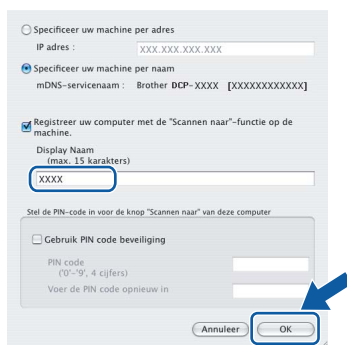 Specificeer uw machine per adres
IP adres : XXX.XXX.XXX.XXX
Specificeer uw machine per naam
mDNS-servicenaam : Brother DCP-XXXX [XXXXXXXXXXXX]
Registreer uw computer met de "Scannen naar"-functie op de
machine.
Display Naam
(max. 15 karakters)
XXXX
Stel de PIN-code in voor de knop "Scannen naar" van deze computer
Gebruik PIN code beveiliging
PIN code
('0'-'9', 4 cijfers)
Voer de PIN code opnieuw in
Annuleer OK